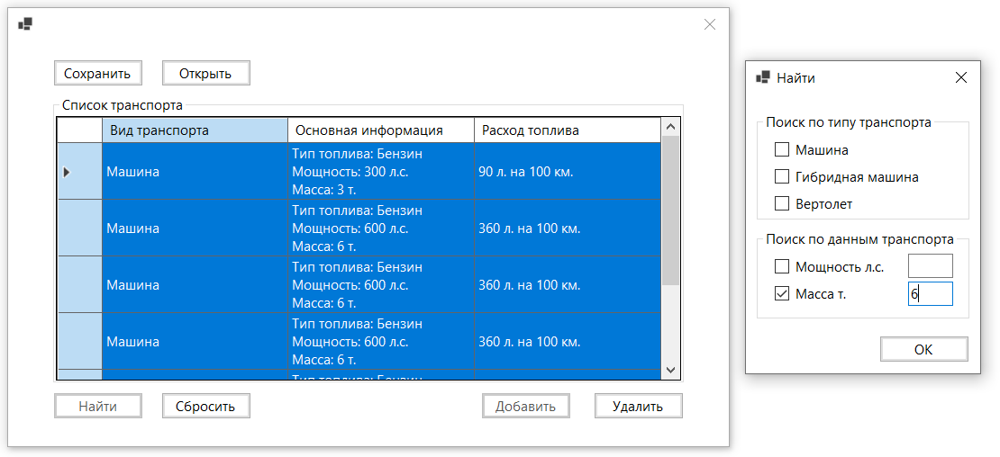 Сохранить
Открыть
Список транспорта
Вид транспорта
Основная информация
Расход топлива
Машина
Тип топлива: Бензин
Мощность: 300 л.с.
Масса: 3 т.
90 л. на 100 км.
Машина
Тип топлива: Бензин
Мощность: 600 л.с.
Масса: 6 т.
360 л. на 100 км.
Машина
Тип топлива: Бензин
Мощность: 600 л.с.
Масса: 6 т.
360 л. на 100 км.
Машина
Тип топлива: Бензин
Мощность: 600 л.с.
Масса: 6 т.
360 л. на 100 км.
Тип топлива: Бензин
Найти
Сбросить
Добавить
Удалить
Найти
Поиск по типу транспорта
Машина
Гибридная машина
Вертолет
Поиск по данным транспорта
Мощность л.с.
Масса т.
6
ОК